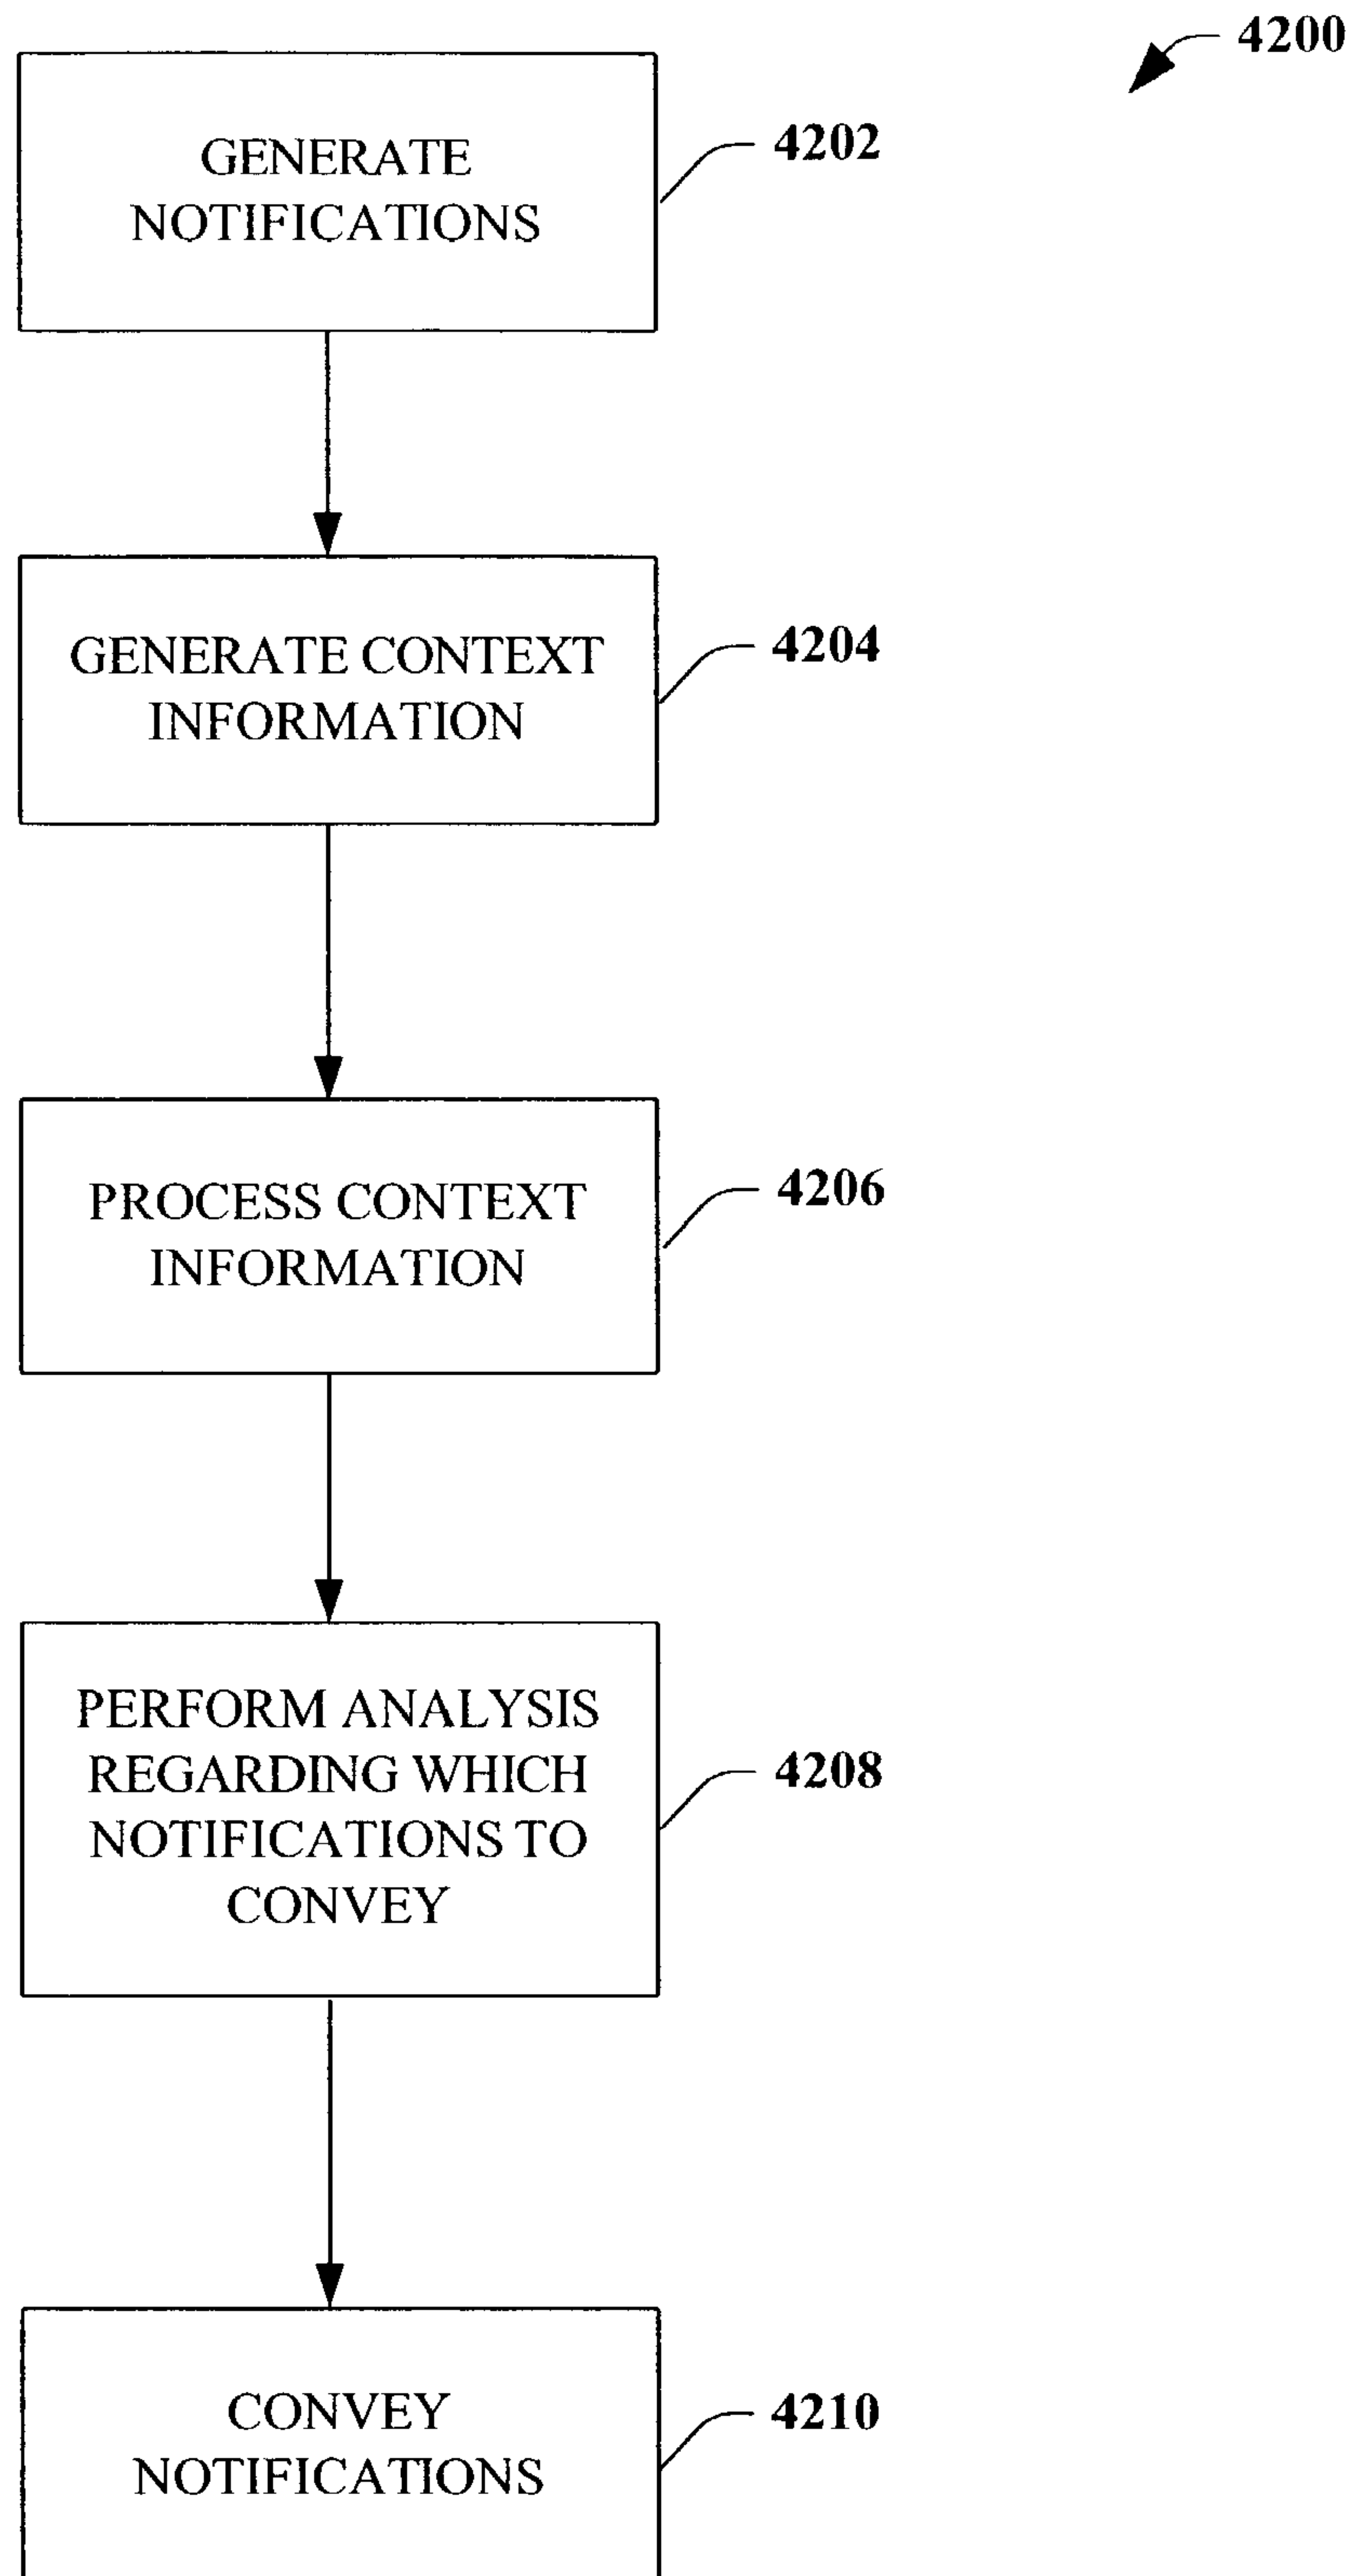 4200
GENERATE
NOTIFICATIONS
4202
GENERATE CONTEXT
INFORMATION
4204
PROCESS CONTEXT
INFORMATION
4206
PERFORM ANALYSIS
REGARDING WHICH
NOTIFICATIONS TO
CONVEY
4208
CONVEY
NOTIFICATIONS
4210